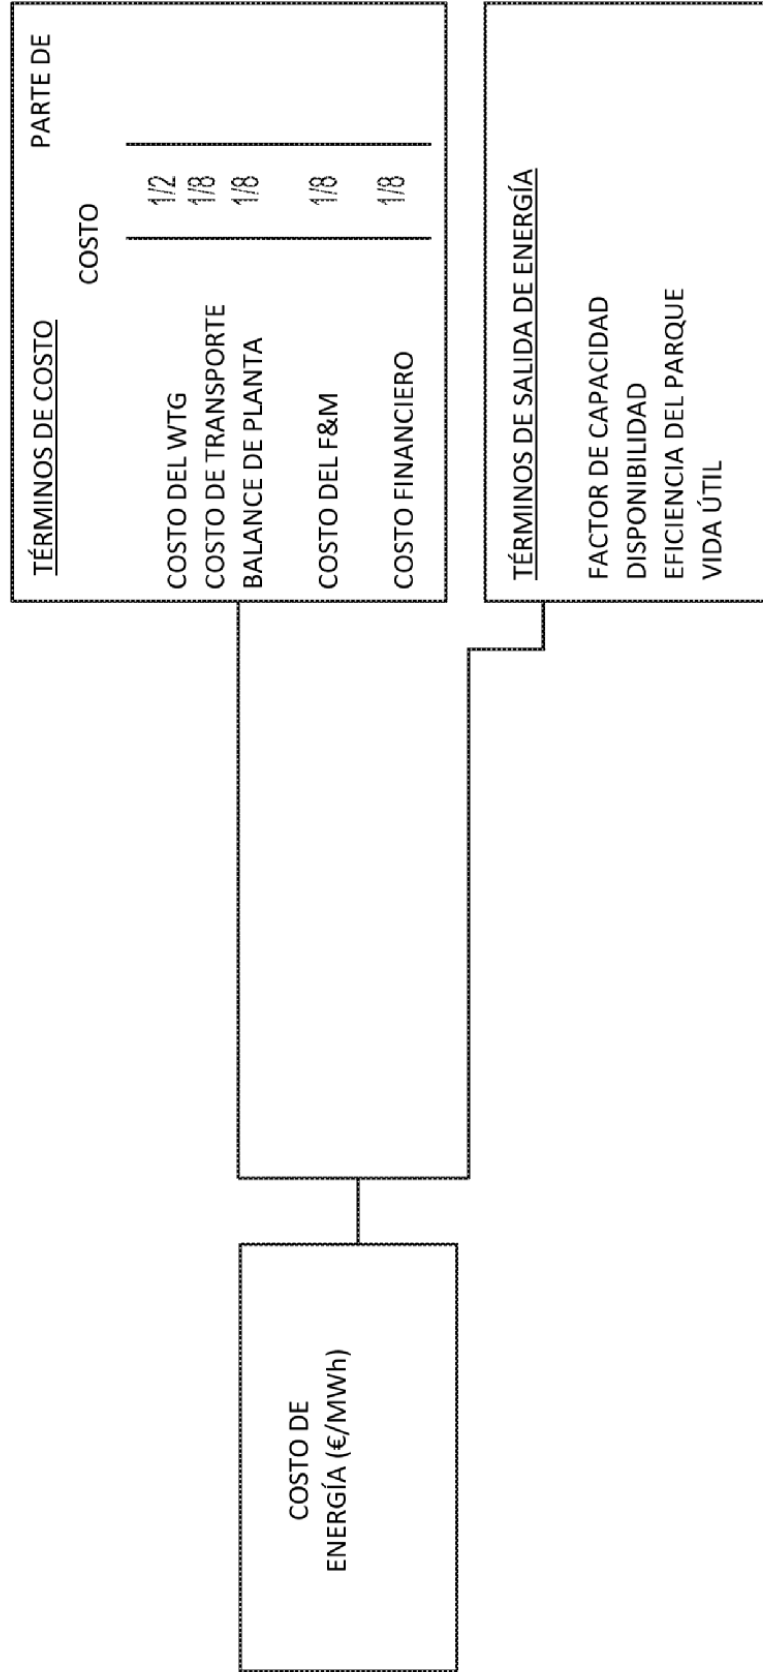 TÉRMINOS DE COSTO PARTE DE
COSTO
COSTO DEL WTG 1/2
COSTO DE TRANSPORTE 1/8
BALANCE DE PLANTA 1/8
COSTO DEL F&M 1/8
COSTO FINANCIERO 1/8
COSTO DE
ENERGÍA (€/MWh)
TÉRMINOS DE SALIDA DE ENERGÍA
FACTOR DE CAPACIDAD
DISPONIBILIDAD
EFICIENCIA DEL PARQUE
VIDA ÚTIL